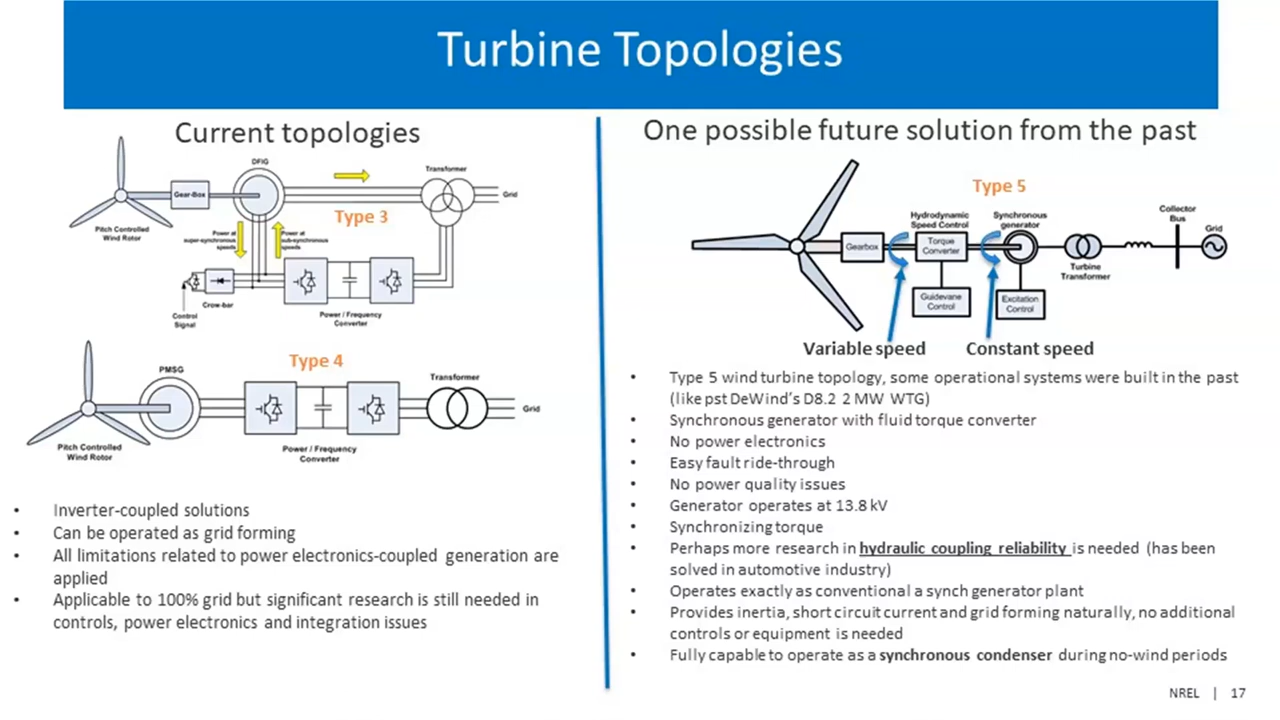 Turbine Topologies
Current topologies
DFIG
Gear-Box
Transformer
Grid
Pitch Controlled
Wind Rotor
Type 3
Power at
super-synchronous
speeds
Power at
sub-synchronous
speeds
Crow-bar
Control
Signal
Power / Frequency
Converter
Type 4
PMSG
Transformer
Grid
Pitch Controlled
Wind Rotor
Power / Frequency
Converter
• Inverter-coupled solutions
• Can be operated as grid forming
• All limitations related to power electronics-coupled generation are
applied
• Applicable to 100% grid but significant research is still needed in
controls, power electronics and integration issues
One possible future solution from the past
Type 5
Hydrodynamic
Speed Control
Synchronous
generator
Collector
Bus
Grid
Gearbox
Torque
Converter
Turbine
Transformer
Guidevane
Control
Excitation
Control
Variable speed
Constant speed
• Type 5 wind turbine topology, some operational systems were built in the past
(like pst DeWind's D8.2 2 MW WTG)
• Synchronous generator with fluid torque converter
• No power electronics
• Easy fault ride-through
• No power quality issues
• Generator operates at 13.8 kV
• Synchronizing torque
• Perhaps more research in hydraulic coupling reliability is needed (has been
solved in automotive industry)
• Operates exactly as conventional a synch generator plant
• Provides inertia, short circuit current and grid forming naturally, no additional
controls or equipment is needed
• Fully capable to operate as a synchronous condenser during no-wind periods
NREL | 17